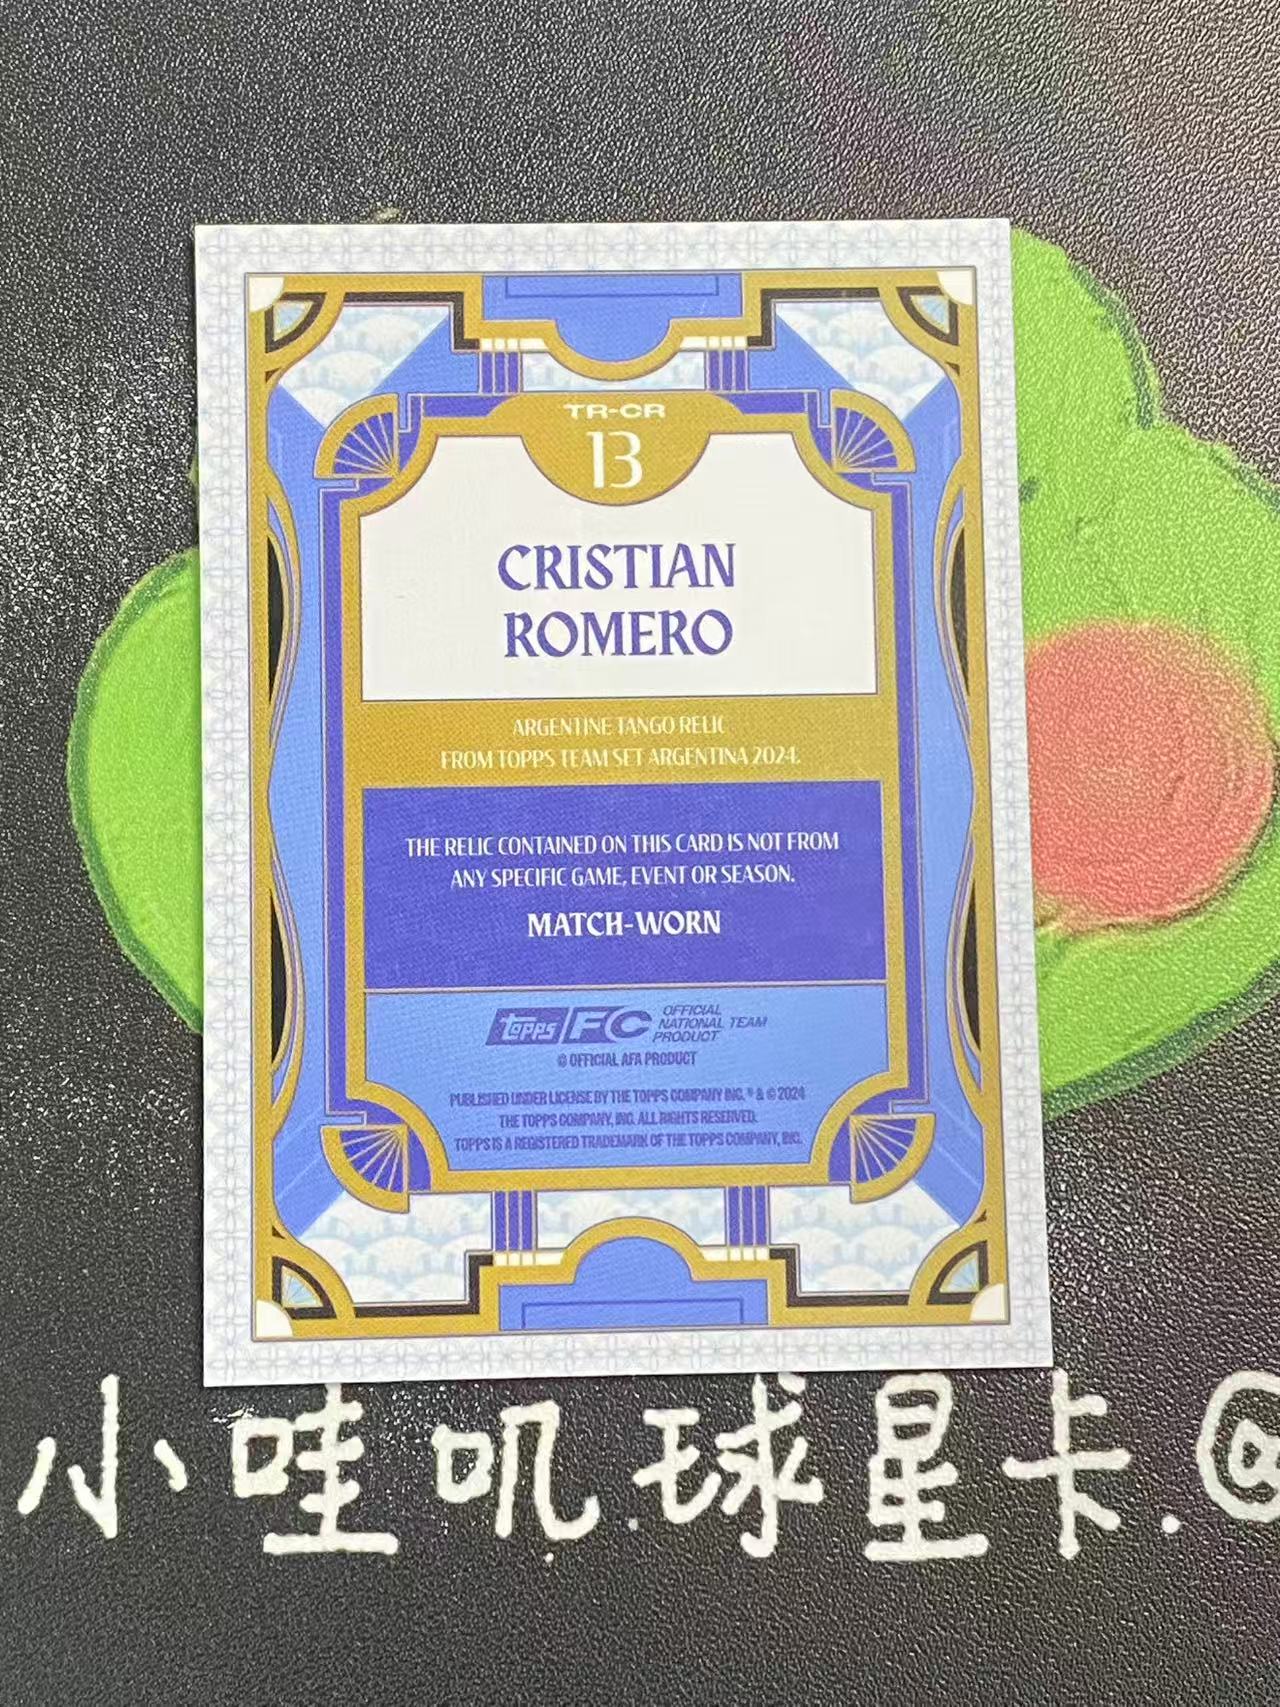 TR-CR
13
CRISTIAN
ROMERO
ARGENTINE TANGO RELIC
FROM TOPPS TEAM SET ARGENTINA 2024.
THE RELIC CONTAINED ON THIS CARD IS NOT FROM
ANY SPECIFIC GAME, EVENT OR SEASON.
MATCH-WORN
topps FC OFFICIAL
NATIONAL TEAM
PRODUCT
© OFFICIAL AFA PRODUCT
PUBLISHED UNDER LICENSE BY THE TOPPS COMPANY INC. ® & © 2024
THE TOPPS COMPANY, INC. ALL RIGHTS RESERVED.
TOPPS IS A REGISTERED TRADEMARK OF THE TOPPS COMPANY, INC.
小哇叽.球星卡.@